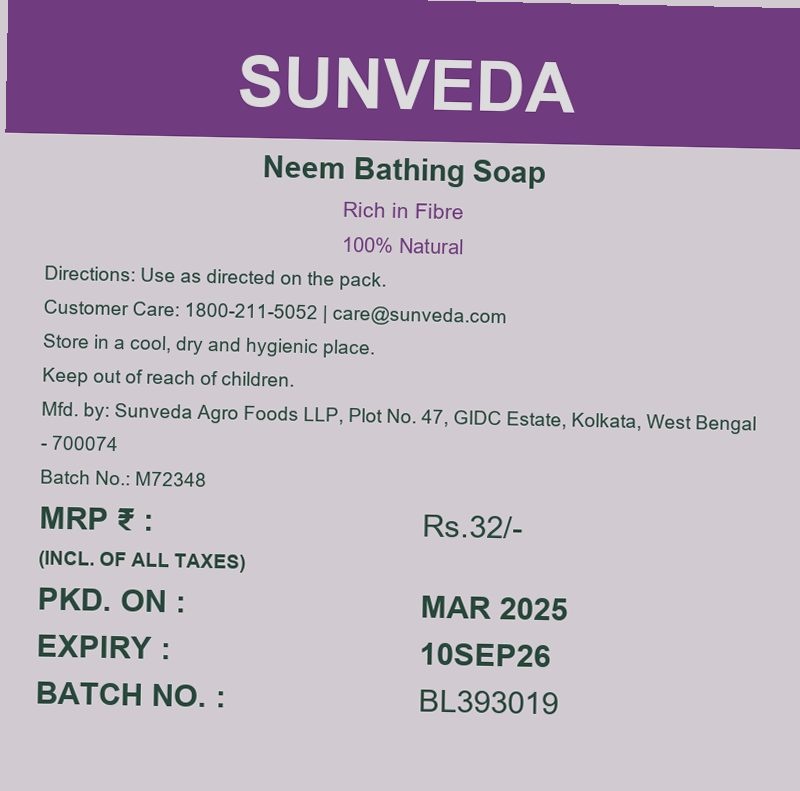 SUNVEDA
Neem Bathing Soap
Rich in Fibre
100% Natural
Directions: Use as directed on the pack.
Customer Care: 1800-211-5052 | care@sunveda.com
Store in a cool, dry and hygienic place.
Keep out of reach of children.
Mfd. by: Sunveda Agro Foods LLP, Plot No. 47, GIDC Estate, Kolkata, West Bengal
- 700074
Batch No.: M72348
MRP ₹ : Rs.32/-
(INCL. OF ALL TAXES)
PKD. ON : MAR 2025
EXPIRY : 10SEP26
BATCH NO. : BL393019